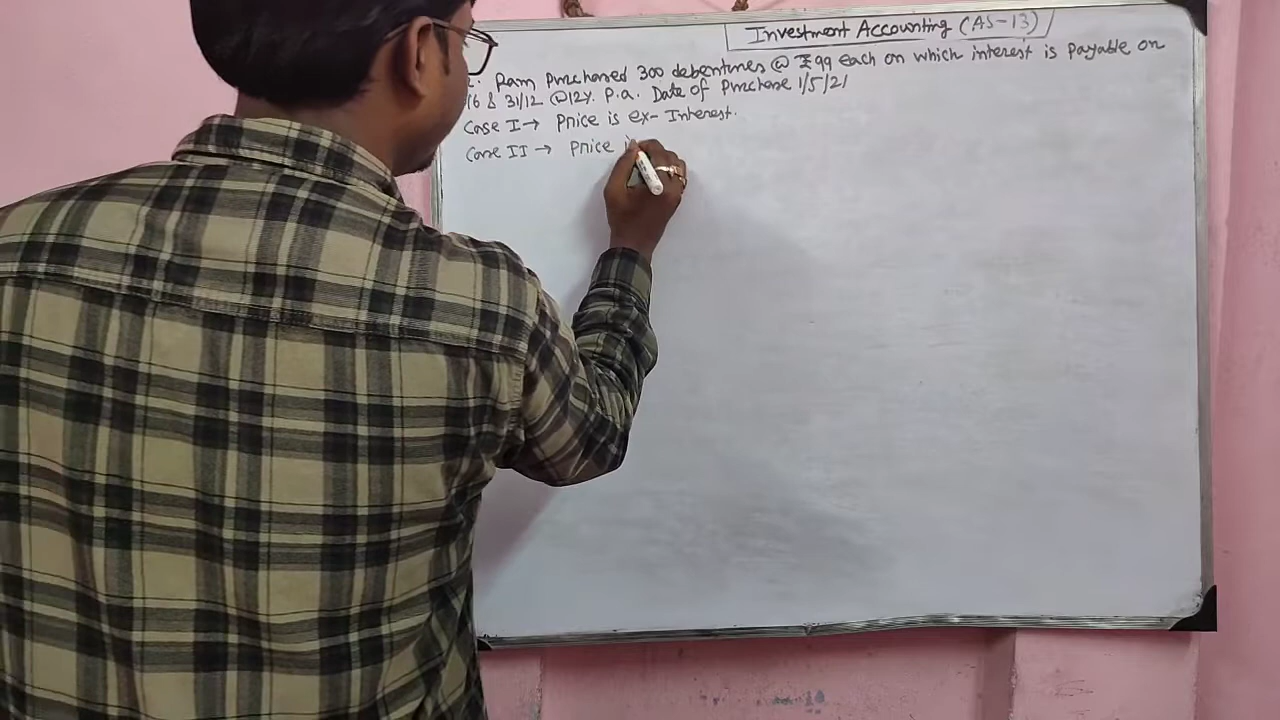 Investment Accounting (AS-13)
Ram purchased 300 debentures @ ₹99 each on which interest is payable on
/6 & 31/12 @12% p.a. Date of Purchase 1/5/21
Case I → Price is ex-Interest.
Case II → Price